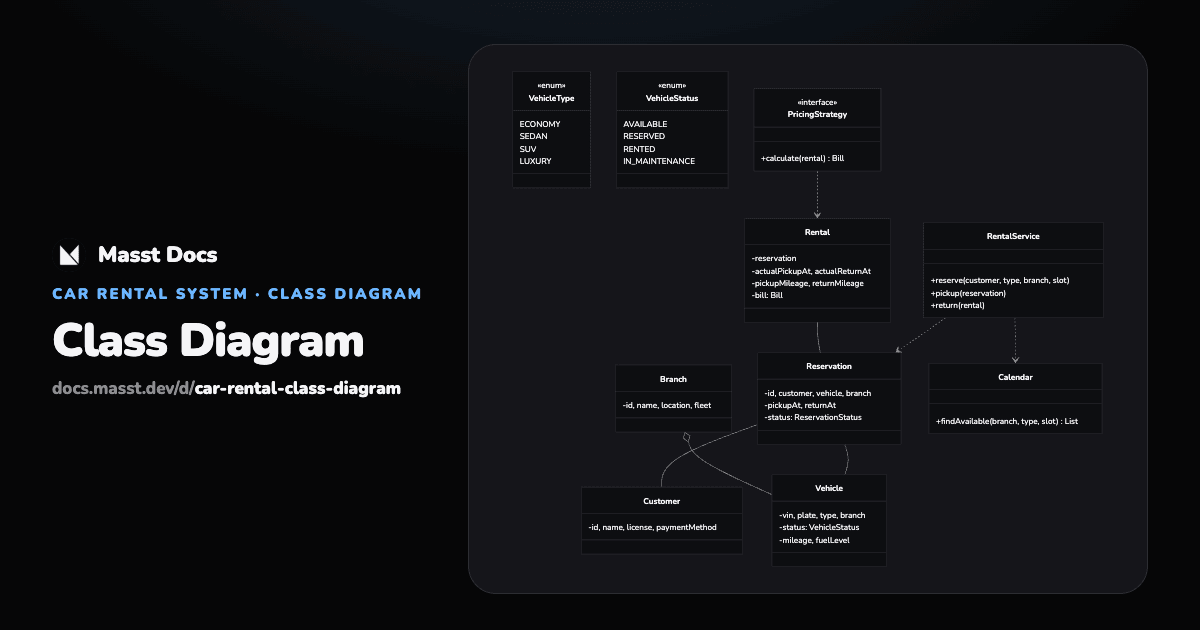 Masst Docs
CAR RENTAL SYSTEM · CLASS DIAGRAM
Class Diagram
docs.masst.dev/d/car-rental-class-diagram
«enum»
VehicleType
ECONOMY
SEDAN
SUV
LUXURY
«enum»
VehicleStatus
AVAILABLE
RESERVED
RENTED
IN_MAINTENANCE
«interface»
PricingStrategy
+calculate(rental) : Bill
Rental
-reservation
-actualPickupAt, actualReturnAt
-pickupMileage, returnMileage
-bill: Bill
RentalService
+reserve(customer, type, branch, slot)
+pickup(reservation)
+return(rental)
Branch
-id, name, location, fleet
Reservation
-id, customer, vehicle, branch
-pickupAt, returnAt
-status: ReservationStatus
Calendar
+findAvailable(branch, type, slot) : List
Customer
-id, name, license, paymentMethod
Vehicle
-vin, plate, type, branch
-status: VehicleStatus
-mileage, fuelLevel